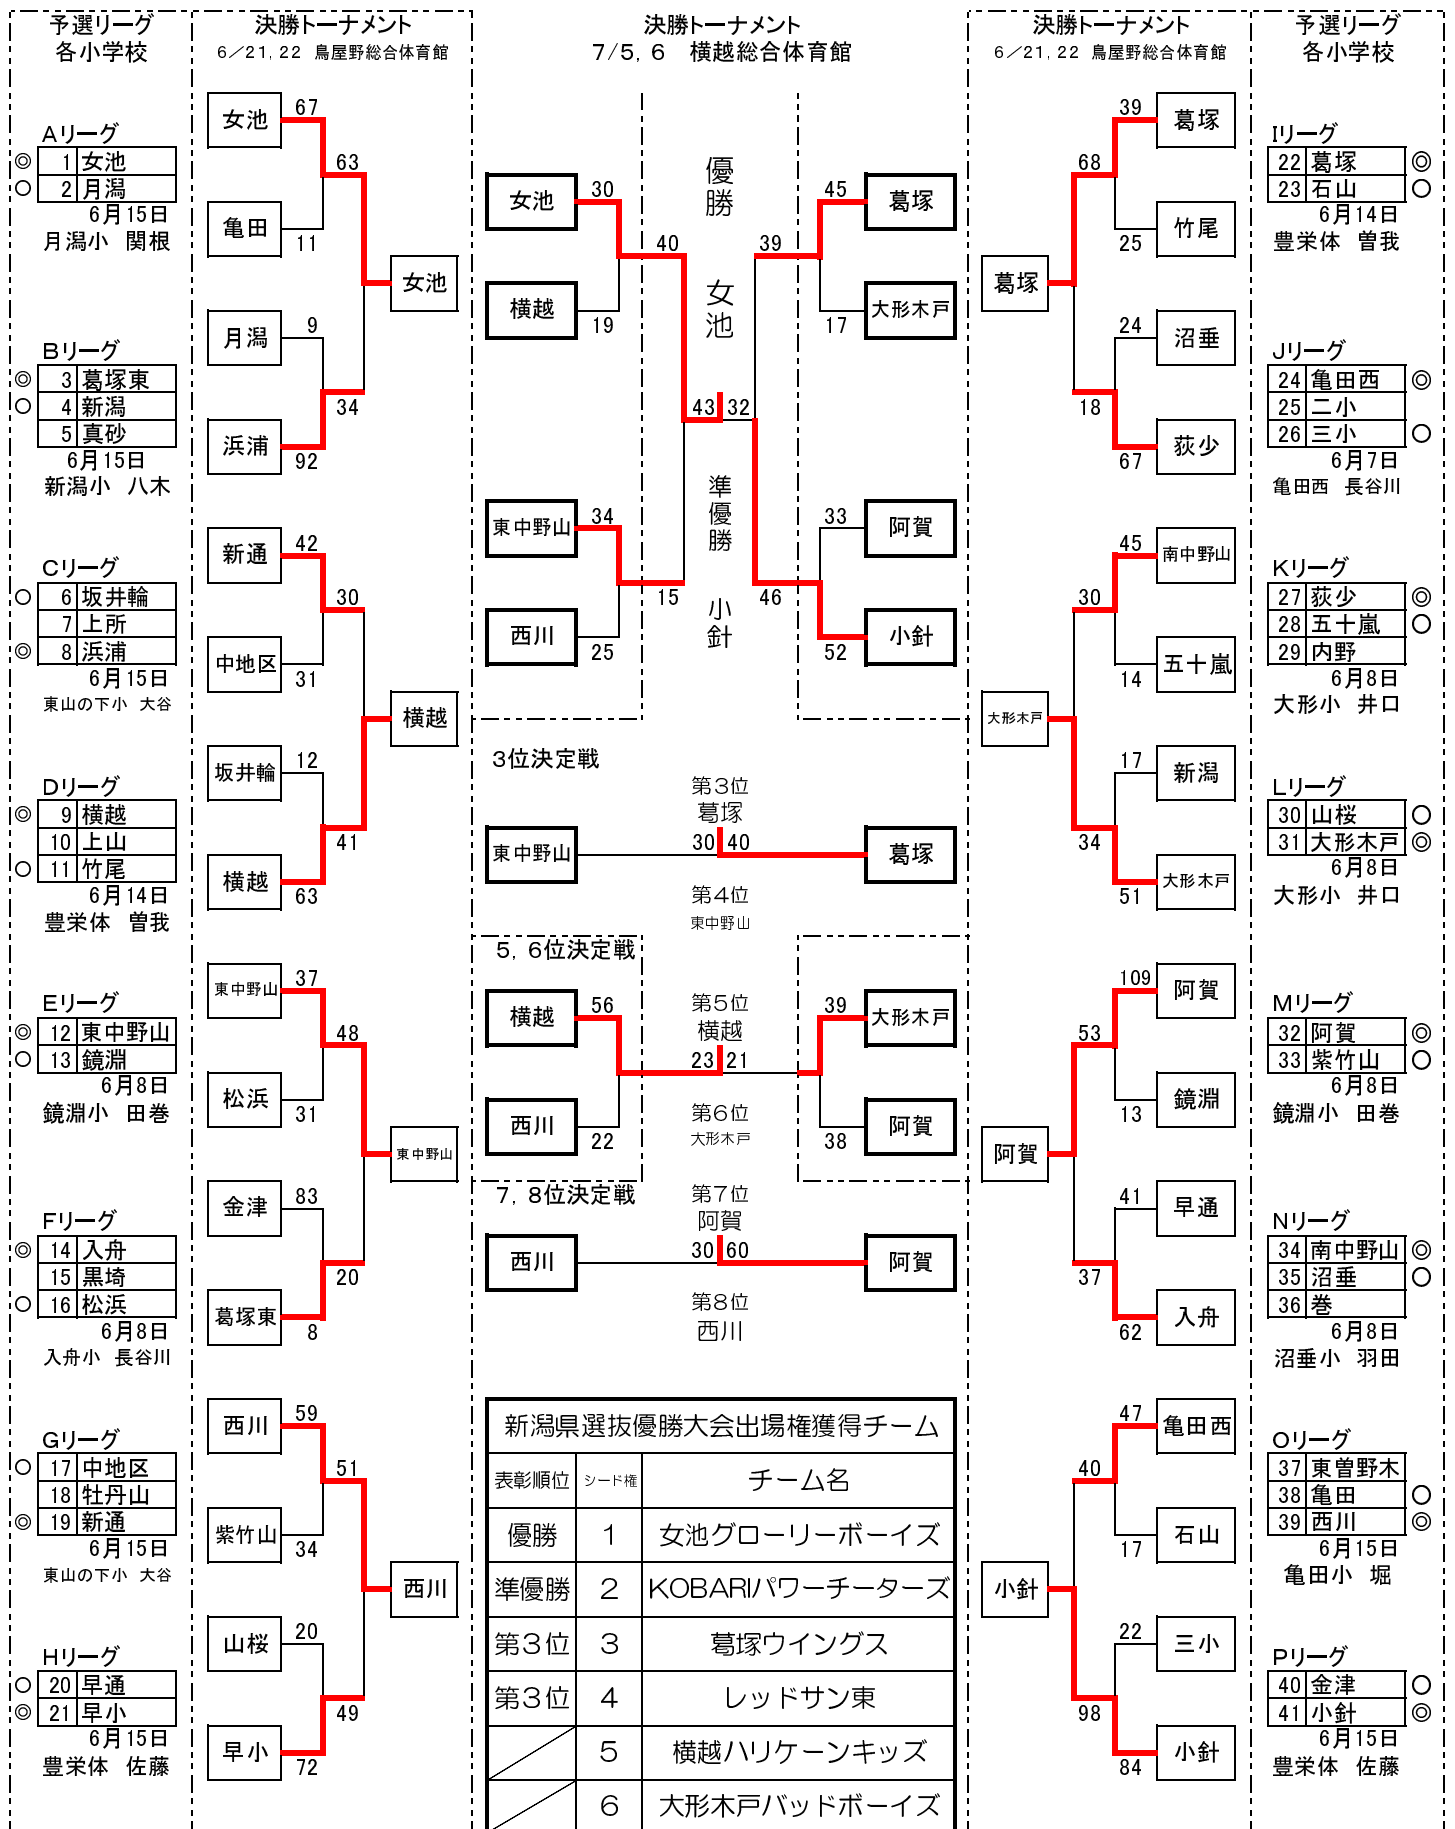 予選リーグ
各小学校
Aリーグ
◎ 1 女池
○ 2 月潟
6月15日
月潟小 関根
Bリーグ
◎ 3 葛塚東
○ 4 新潟
5 真砂
6月15日
新潟小 八木
Cリーグ
○ 6 坂井輪
7 上所
◎ 8 浜浦
6月15日
東山の下小 大谷
Dリーグ
◎ 9 横越
10 上山
○ 11 竹尾
6月14日
豊栄体 曽我
Eリーグ
◎ 12 東中野山
○ 13 鏡淵
6月8日
鏡淵小 田巻
Fリーグ
◎ 14 入舟
15 黒埼
○ 16 松浜
6月8日
入舟小 長谷川
Gリーグ
○ 17 中地区
18 牡丹山
◎ 19 新通
6月15日
東山の下小 大谷
Hリーグ
○ 20 早通
◎ 21 早小
6月15日
豊栄体 佐藤
決勝トーナメント
6/21,22 鳥屋野総合体育館
女池 67
63
亀田 11
女池
月潟 9
34
浜浦 92
新通 42
30
中地区 31
横越
坂井輪 12
41
横越 63
東中野山 37
48
松浜 31
東中野山
金津 83
20
葛塚東 8
西川 59
51
紫竹山 34
西川
山桜 20
49
早小 72
決勝トーナメント
7/5,6 横越総合体育館
優勝
女池
女池 30
40
横越 19
45 葛塚
39
17 大形木戸
43 32
準優勝
小針
東中野山 34
15
西川 25
33 阿賀
46
52 小針
3位決定戦
第3位
葛塚
東中野山 30 40 葛塚
第4位
東中野山
5,6位決定戦
横越 56
第5位
横越
39 大形木戸
23 21
西川 22
第6位
大形木戸
38 阿賀
7,8位決定戦
第7位
阿賀
西川 30 60 阿賀
第8位
西川
新潟県選抜優勝大会出場権獲得チーム
表彰順位 シード権 チーム名
優勝 1 女池グローリーボーイズ
準優勝 2 KOBARIパワーチーターズ
第3位 3 葛塚ウイングス
第3位 4 レッドサン東
5 横越ハリケーンキッズ
6 大形木戸バッドボーイズ
決勝トーナメント
6/21,22 鳥屋野総合体育館
39 葛塚
68
25 竹尾
葛塚
24 沼垂
18
67 荻少
45 南中野山
30
14 五十嵐
大形木戸
17 新潟
34
51 大形木戸
109 阿賀
53
13 鏡淵
阿賀
41 早通
37
62 入舟
47 亀田西
40
17 石山
小針
22 三小
98
84 小針
予選リーグ
各小学校
Iリーグ
22 葛塚 ◎
23 石山 ○
6月14日
豊栄体 曽我
Jリーグ
24 亀田西 ◎
25 二小
26 三小 ○
6月7日
亀田西 長谷川
Kリーグ
27 荻少 ◎
28 五十嵐 ○
29 内野
6月8日
大形小 井口
Lリーグ
30 山桜 ○
31 大形木戸 ◎
6月8日
大形小 井口
Mリーグ
32 阿賀 ◎
33 紫竹山 ○
6月8日
鏡淵小 田巻
Nリーグ
34 南中野山 ◎
35 沼垂 ○
36 巻
6月8日
沼垂小 羽田
Oリーグ
37 東曽野木
38 亀田 ○
39 西川 ◎
6月15日
亀田小 堀
Pリーグ
40 金津 ○
41 小針 ◎
6月15日
豊栄体 佐藤